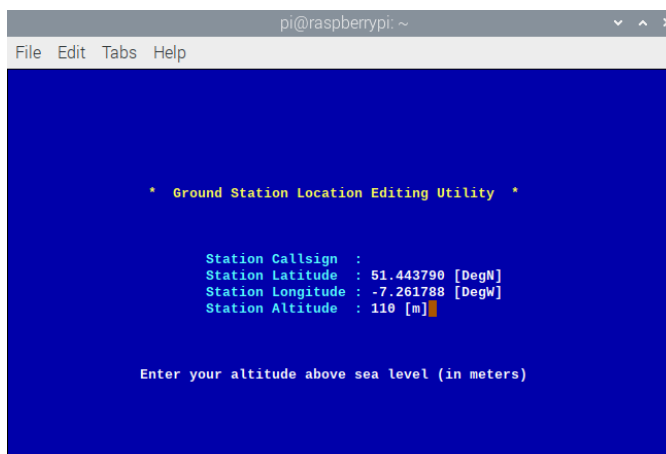 pi@raspberrypi: ~
File Edit Tabs Help
* Ground Station Location Editing Utility *
Station Callsign :
Station Latitude : 51.443790 [DegN]
Station Longitude : -7.261788 [DegW]
Station Altitude : 110 [m]
Enter your altitude above sea level (in meters)